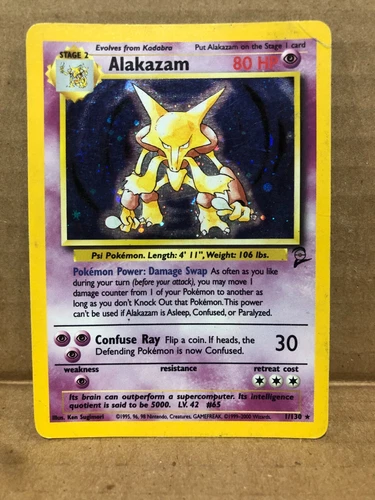 Evolves from Kadabra Put Alakazam on the Stage 1 card
STAGE 2
Alakazam 80 HP
Psi Pokémon. Length: 4' 11", Weight: 106 lbs.
Pokémon Power: Damage Swap As often as you like
during your turn (before your attack), you may move 1
damage counter from 1 of your Pokémon to another as
long as you don't Knock Out that Pokémon. This power
can't be used if Alakazam is Asleep, Confused, or Paralyzed.
Confuse Ray Flip a coin. If heads, the 30
Defending Pokémon is now Confused.
weakness resistance retreat cost
Its brain can outperform a supercomputer. Its intelligence
quotient is said to be 5000. LV. 42 #65
Illus. Ken Sugimori ©1995, 96, 98 Nintendo, Creatures, GAMEFREAK. ©1999-2000 Wizards. 1/130 ★